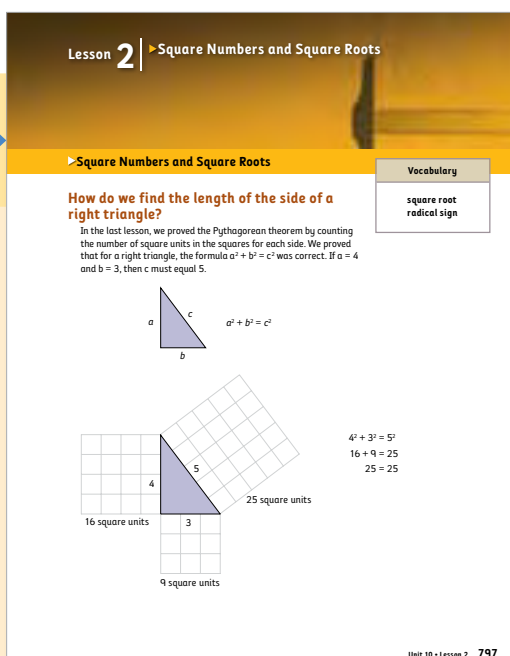 Lesson 2 ▶Square Numbers and Square Roots
▶Square Numbers and Square Roots
Vocabulary
square root
radical sign
How do we find the length of the side of a
right triangle?
In the last lesson, we proved the Pythagorean theorem by counting
the number of square units in the squares for each side. We proved
that for a right triangle, the formula a² + b² = c² was correct. If a = 4
and b = 3, then c must equal 5.
a
c
b
a² + b² = c²
4² + 3² = 5²
16 + 9 = 25
25 = 25
5
4
3
25 square units
16 square units
9 square units
Unit 10 • Lesson 2 797